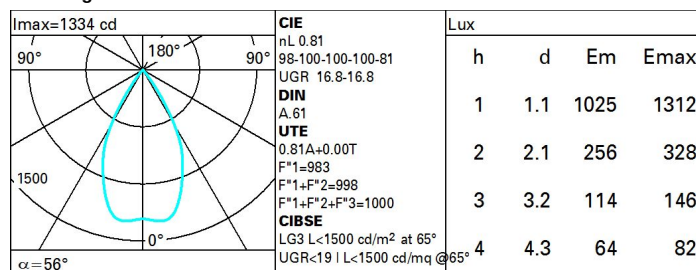 Imax=1334 cd
90°
180°
90°
1500
0°
α=56°
CIE
nL 0.81
98-100-100-100-81
UGR 16.8-16.8
DIN
A.61
UTE
0.81A+0.00T
F"1=983
F"1+F"2=998
F"1+F"2+F"3=1000
CIBSE
LG3 L<1500 cd/m² at 65°
UGR<19 | L<1500 cd/mq @65°
Lux
h d Em Emax
1 1.1 1025 1312
2 2.1 256 328
3 3.2 114 146
4 4.3 64 82